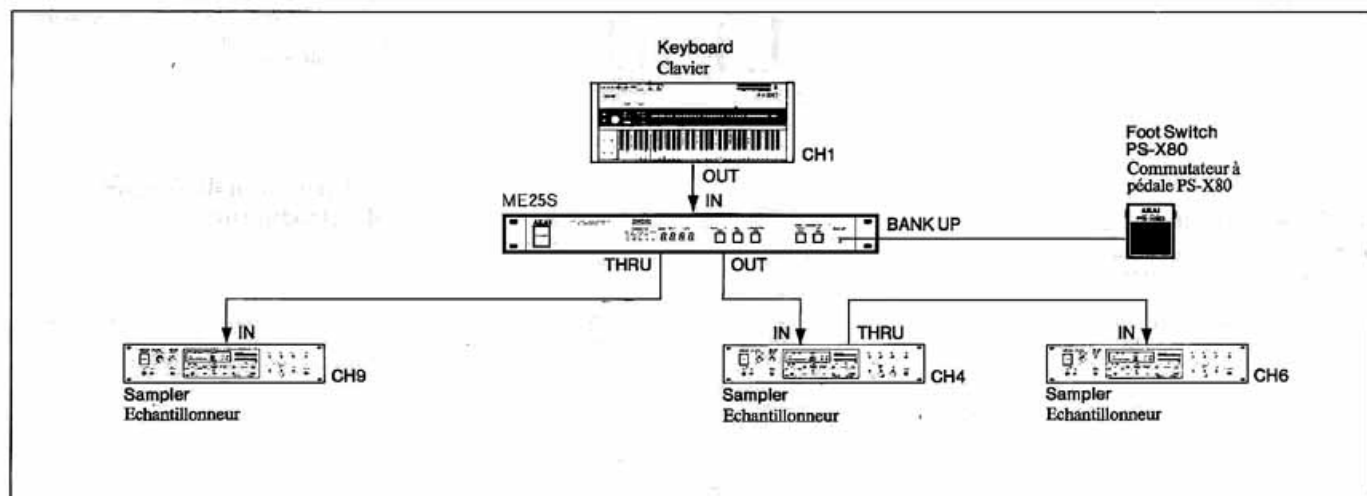 Keyboard
Clavier
CH1
OUT
IN
ME25S
Foot Switch
PS-X80
Commutateur à
pédale PS-X80
AKAI
BANK UP
THRU
OUT
IN
CH9
Sampler
Echantillonneur
IN
THRU
CH4
Sampler
Echantillonneur
IN
CH6
Sampler
Echantillonneur